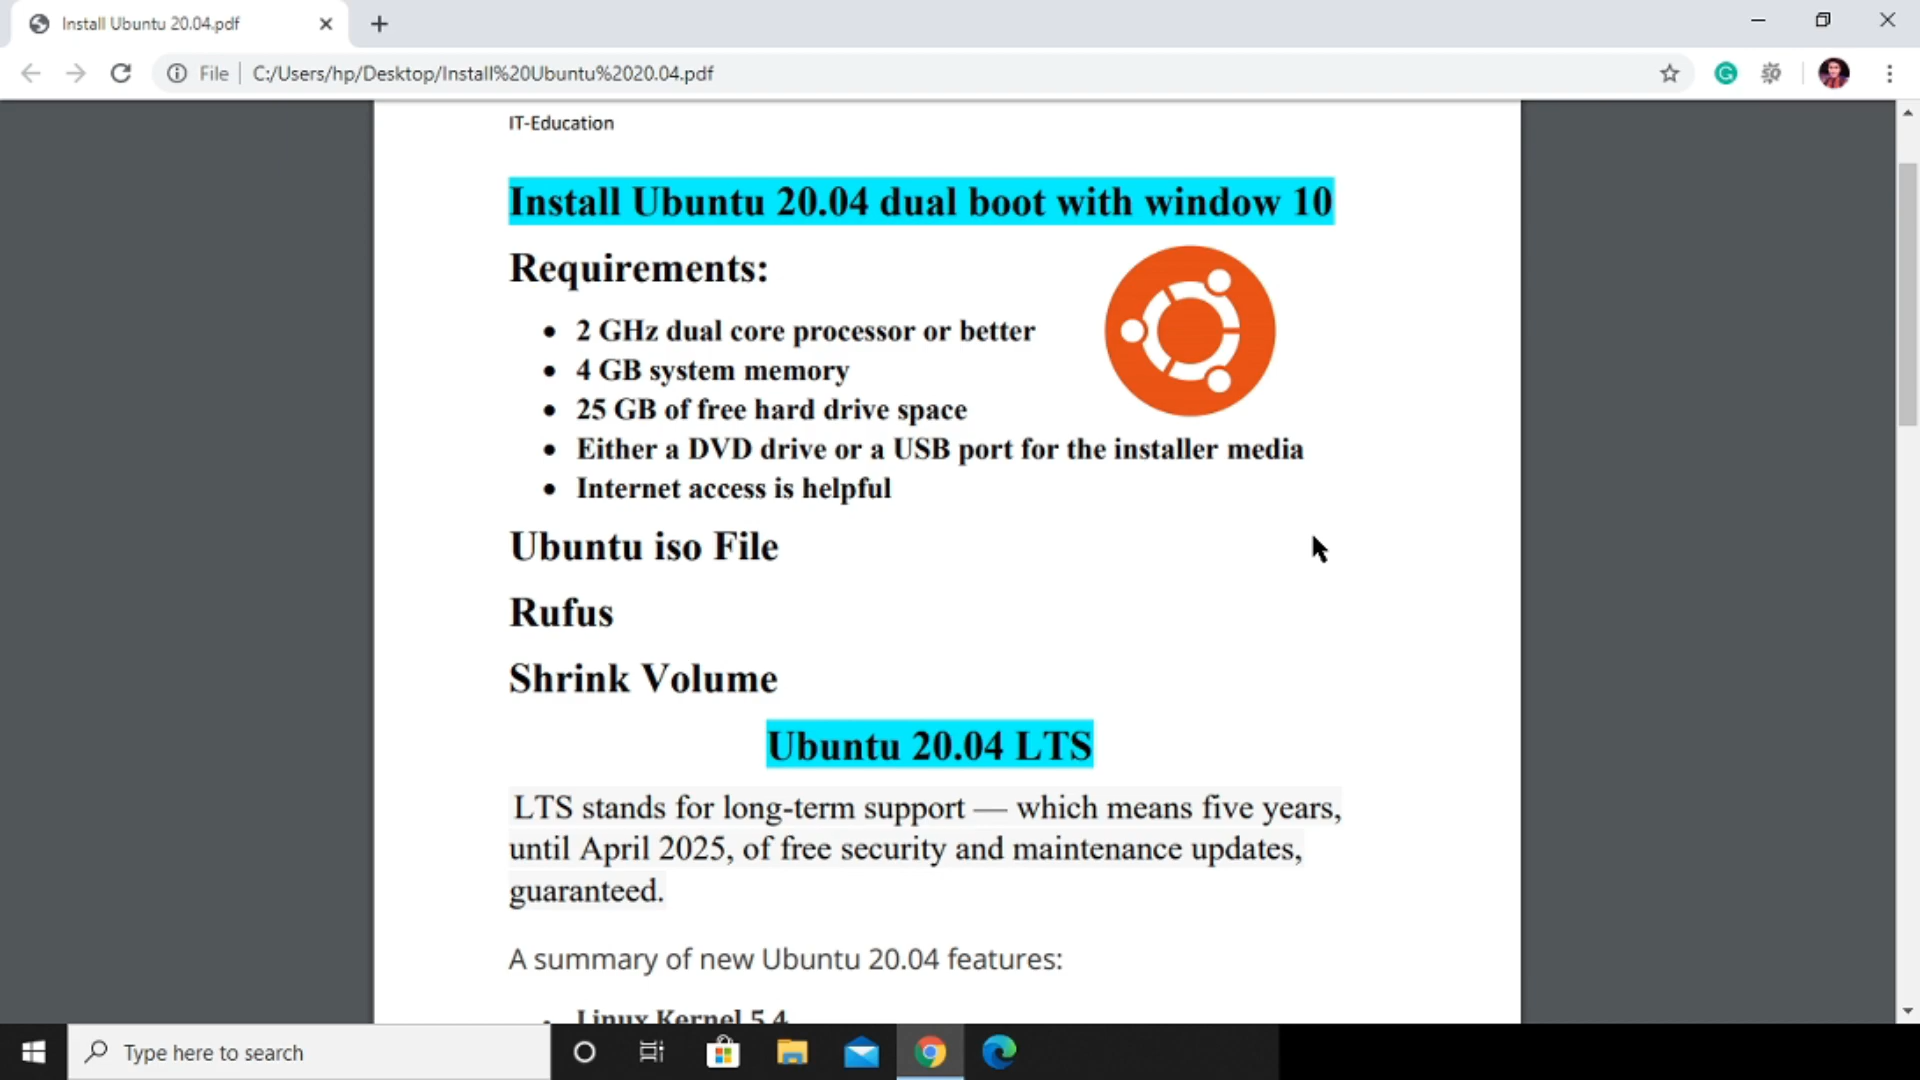 Install Ubuntu 20.04.pdf
File
C:/Users/hp/Desktop/Install%20Ubuntu%2020.04.pdf
IT-Education
Install Ubuntu 20.04 dual boot with window 10
Requirements:
• 2 GHz dual core processor or better
• 4 GB system memory
• 25 GB of free hard drive space
• Either a DVD drive or a USB port for the installer media
• Internet access is helpful
Ubuntu iso File
Rufus
Shrink Volume
Ubuntu 20.04 LTS
LTS stands for long-term support — which means five years,
until April 2025, of free security and maintenance updates,
guaranteed.
A summary of new Ubuntu 20.04 features:
• Linux Kernel 5.4
Type here to search